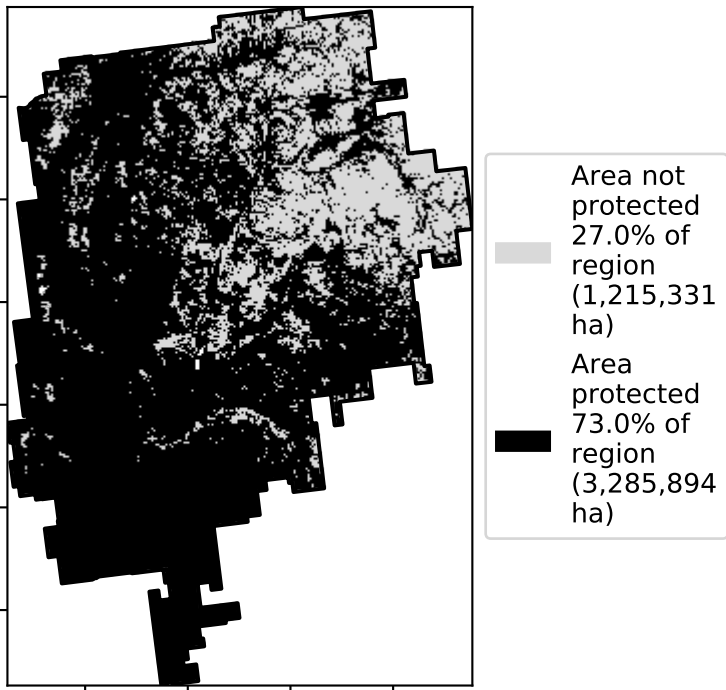 Area not
protected
27.0% of
region
(1,215,331
ha)
Area
protected
73.0% of
region
(3,285,894
ha)